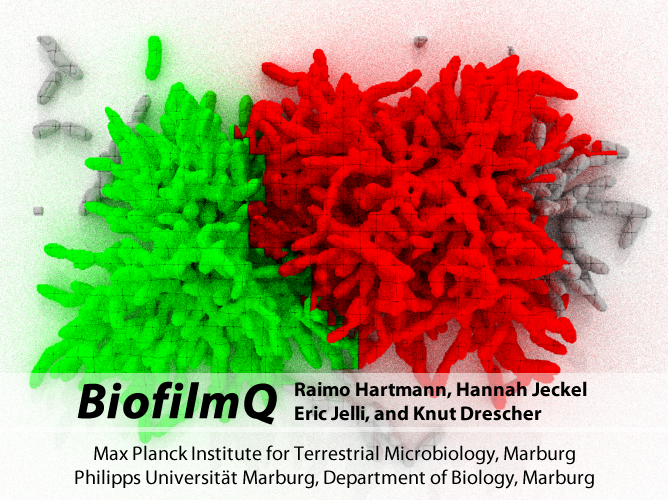 BiofilmQ
Raimo Hartmann, Hannah Jeckel
Eric Jelli, and Knut Drescher
Max Planck Institute for Terrestrial Microbiology, Marburg
Philipps Universität Marburg, Department of Biology, Marburg